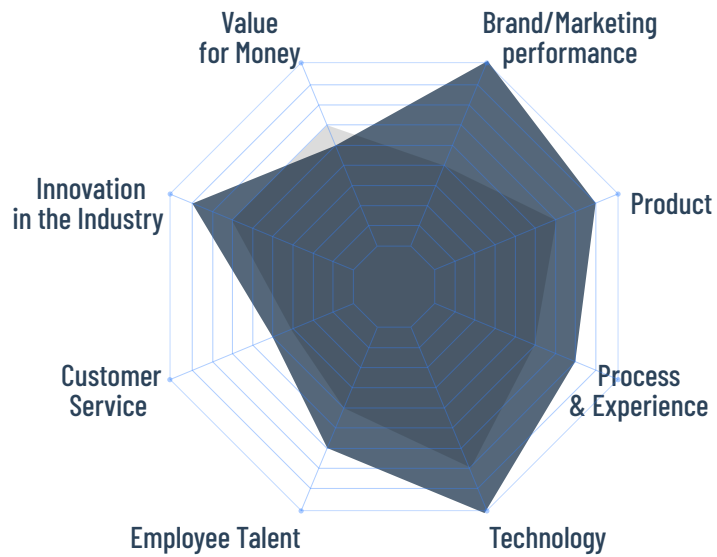 Value
for Money
Brand/Marketing
performance
Innovation
in the Industry
Product
Customer
Service
Process
& Experience
Employee Talent
Technology